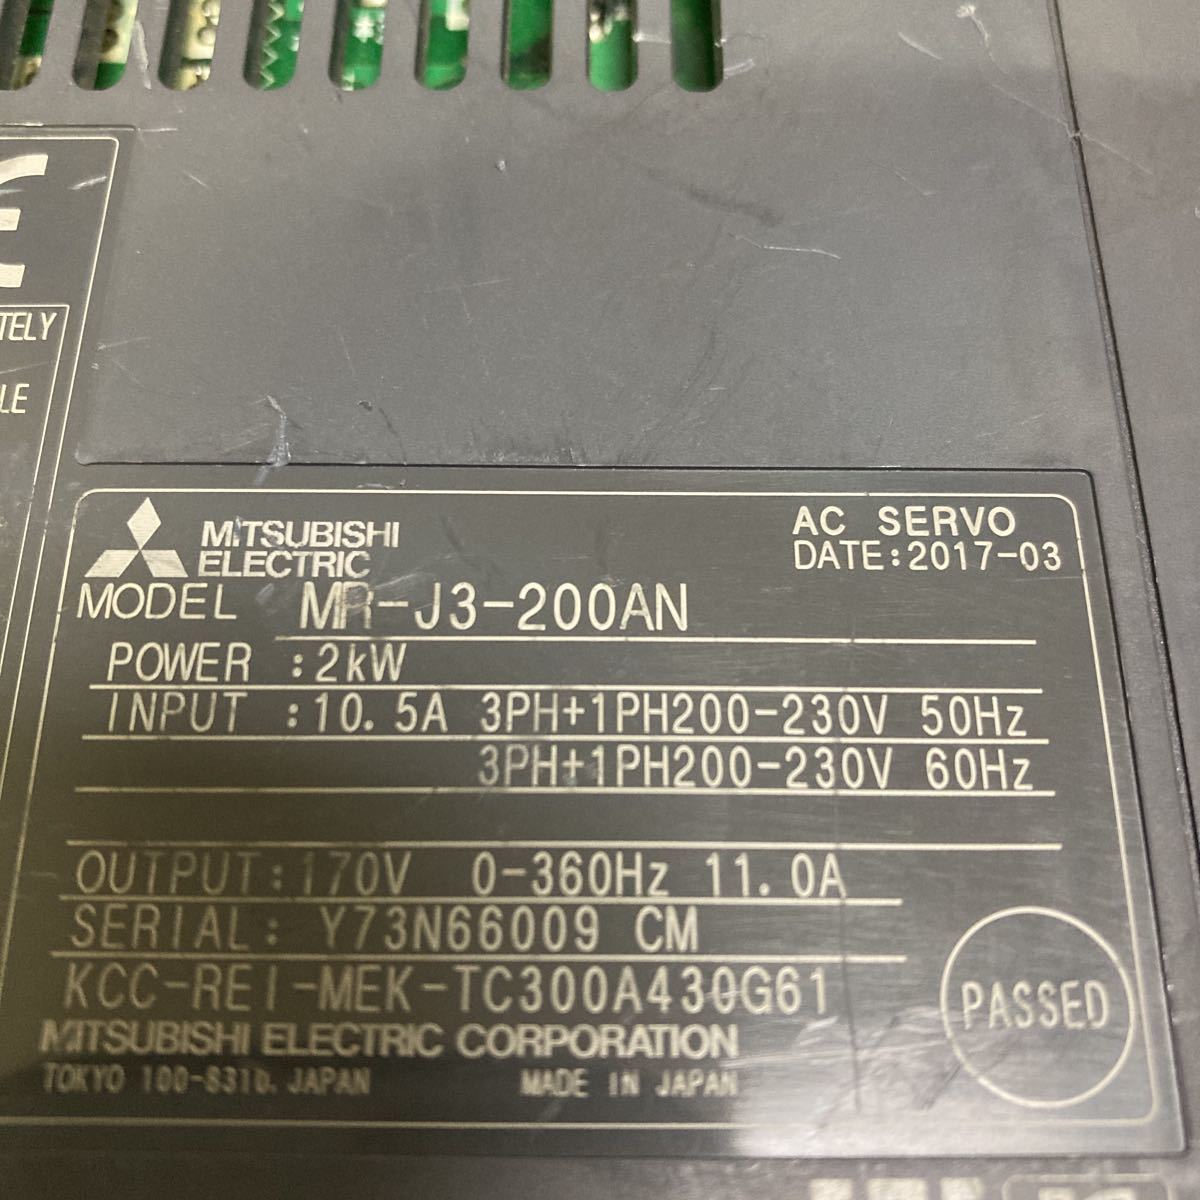 CE
TELY
LE
MITSUBISHI
ELECTRIC
AC SERVO
DATE:2017-03
MODEL MR-J3-200AN
POWER :2kW
INPUT :10.5A 3PH+1PH200-230V 50Hz
3PH+1PH200-230V 60Hz
OUTPUT:170V 0-360Hz 11.0A
SERIAL: Y73N66009 CM
KCC-REI-MEK-TC300A430G61
PASSED
MITSUBISHI ELECTRIC CORPORATION
TOKYO 100-8310, JAPAN MADE IN JAPAN